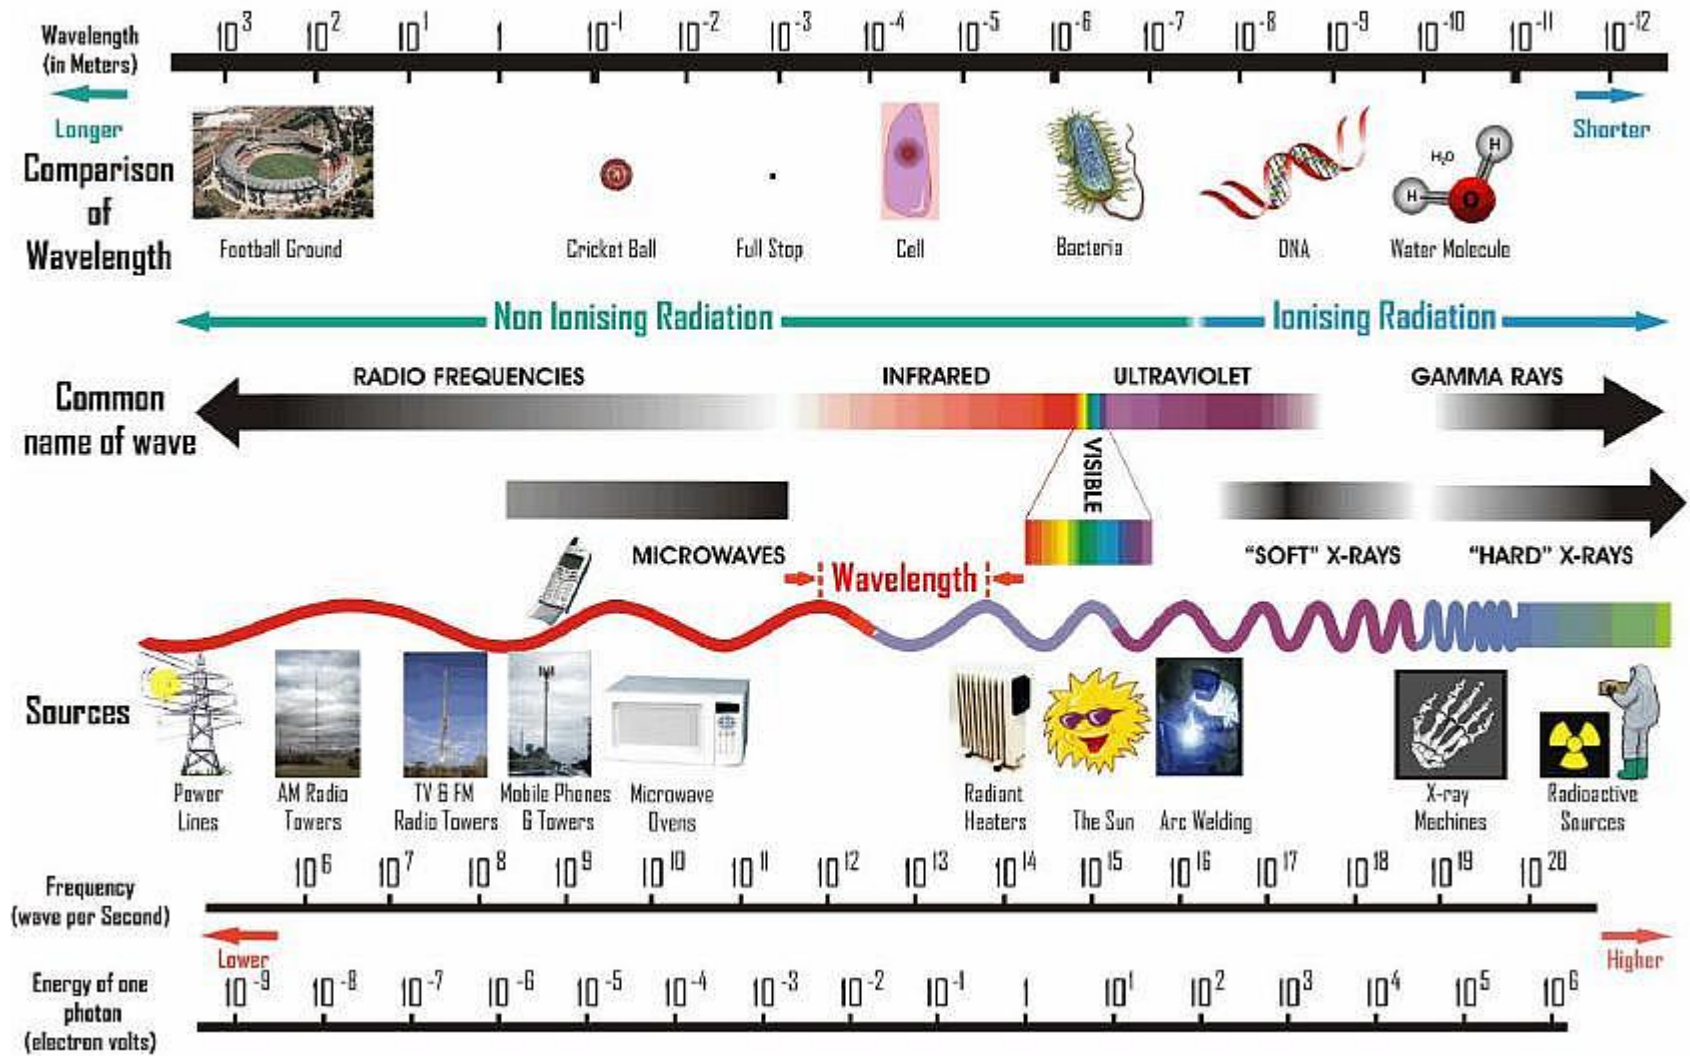 Wavelength
(in Meters)
10³ 10² 10¹ 1 10⁻¹ 10⁻² 10⁻³ 10⁻⁴ 10⁻⁵ 10⁻⁶ 10⁻⁷ 10⁻⁸ 10⁻⁹ 10⁻¹⁰ 10⁻¹¹ 10⁻¹²
Longer
Shorter
Comparison
of
Wavelength
H₂O
H
H
O
Football Ground
Cricket Ball
Full Stop
Cell
Bacteria
DNA
Water Molecule
Non Ionising Radiation
Ionising Radiation
Common
name of wave
RADIO FREQUENCIES
INFRARED
ULTRAVIOLET
GAMMA RAYS
VISIBLE
MICROWAVES
"SOFT" X-RAYS
"HARD" X-RAYS
Wavelength
Sources
Power
Lines
AM Radio
Towers
TV & FM
Radio Towers
Mobile Phones
& Towers
Microwave
Ovens
Radiant
Heaters
The Sun
Arc Welding
X-ray
Machines
Radioactive
Sources
Frequency
(wave per Second)
10⁶ 10⁷ 10⁸ 10⁹ 10¹⁰ 10¹¹ 10¹² 10¹³ 10¹⁴ 10¹⁵ 10¹⁶ 10¹⁷ 10¹⁸ 10¹⁹ 10²⁰
Lower
Higher
Energy of one
photon
(electron volts)
10⁻⁹ 10⁻⁸ 10⁻⁷ 10⁻⁶ 10⁻⁵ 10⁻⁴ 10⁻³ 10⁻² 10⁻¹ 1 10¹ 10² 10³ 10⁴ 10⁵ 10⁶